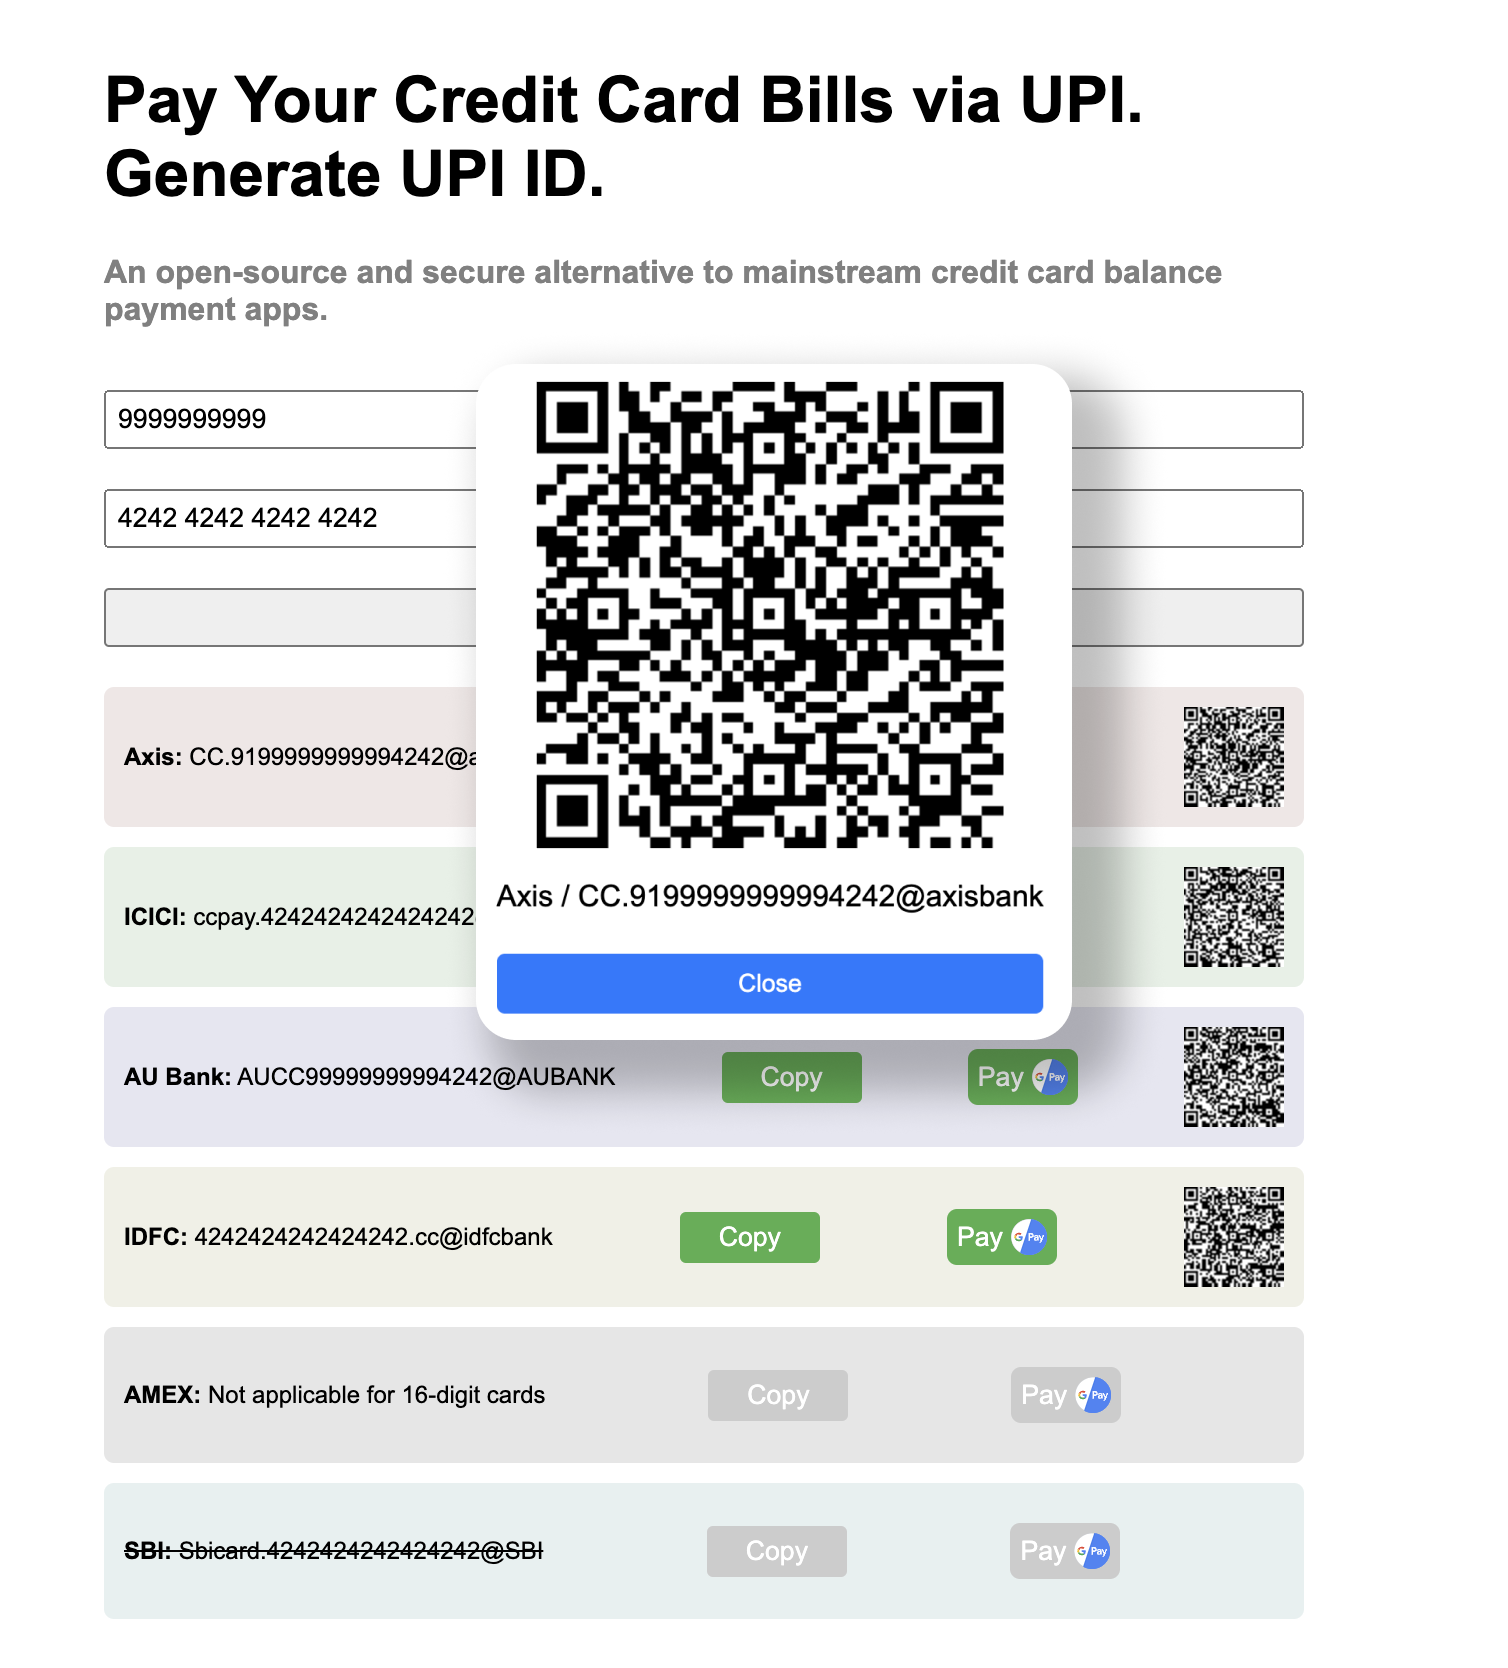 Pay Your Credit Card Bills via UPI.
Generate UPI ID.
An open-source and secure alternative to mainstream credit card balance
payment apps.
9999999999
4242 4242 4242 4242
Axis: CC.9199999999994242@a
Axis / CC.9199999999994242@axisbank
ICICI: ccpay.4242424242424242
Close
AU Bank: AUCC99999999994242@AUBANK Copy Pay G Pay
IDFC: 4242424242424242.cc@idfcbank Copy Pay G Pay
AMEX: Not applicable for 16-digit cards Copy Pay G Pay
SBI: Sbicard.4242424242424242@SBI Copy Pay G Pay